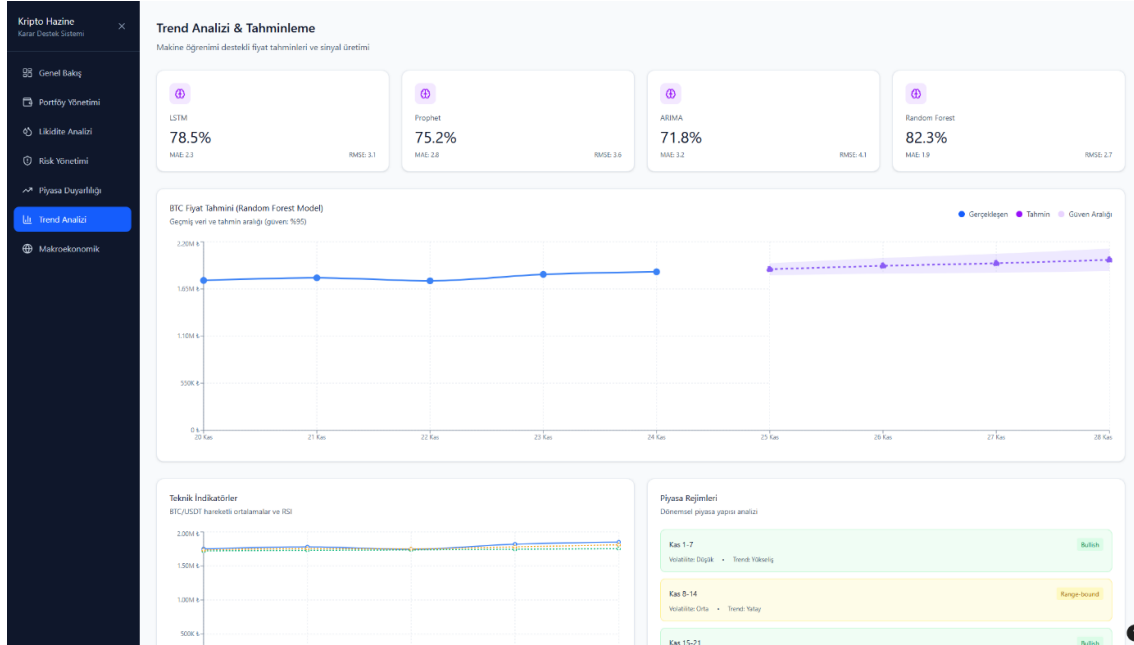 Kripto Hazine
Karar Destek Sistemi
Genel Bakış
Portföy Yönetimi
Likidite Analizi
Risk Yönetimi
Piyasa Duyarlılığı
Trend Analizi
Makroekonomik
Trend Analizi & Tahminleme
Makine öğrenimi destekli fiyat tahminleri ve sinyal üretimi
LSTM
78.5%
MAE: 2.3 RMSE: 3.1
Prophet
75.2%
MAE: 2.8 RMSE: 3.6
ARIMA
71.8%
MAE: 3.2 RMSE: 4.1
Random Forest
82.3%
MAE: 1.9 RMSE: 2.7
BTC Fiyat Tahmini (Random Forest Model)
Geçmiş veri ve tahmin aralığı (güven: %95)
Gerçekleşen Tahmin Güven Aralığı
2.20M ₺
1.65M ₺
1.10M ₺
550K ₺
0 ₺
20 Kas 21 Kas 22 Kas 23 Kas 24 Kas 25 Kas 26 Kas 27 Kas 28 Kas
Teknik İndikatörler
BTC/USDT hareketli ortalamalar ve RSI
2.00M ₺
1.50M ₺
1.00M ₺
500K ₺
Piyasa Rejimleri
Dönemsel piyasa yapısı analizi
Kas 1-7 Bullish
Volatilite: Düşük • Trend: Yükseliş
Kas 8-14 Range-bound
Volatilite: Orta • Trend: Yatay
Kas 15-21 Bullish